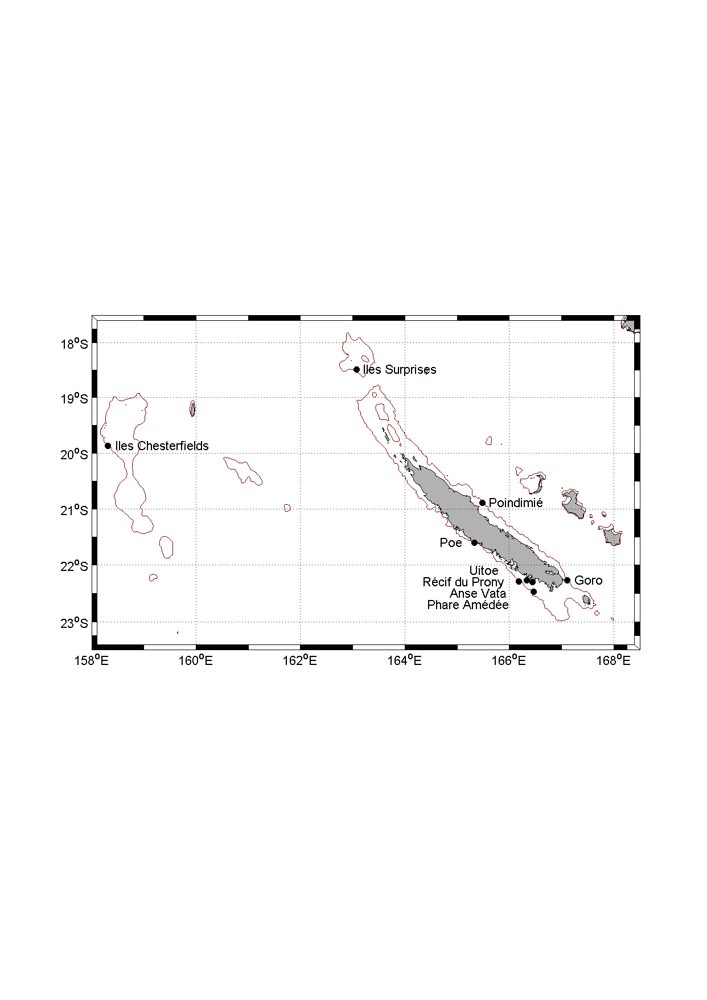 18°S
Iles Surprises
19°S
Iles Chesterfields
20°S
Poindimié
21°S
Poe
22°S
Uitoe
Goro
Récif du Prony
Anse Vata
Phare Amédée
23°S
158°E 160°E 162°E 164°E 166°E 168°E